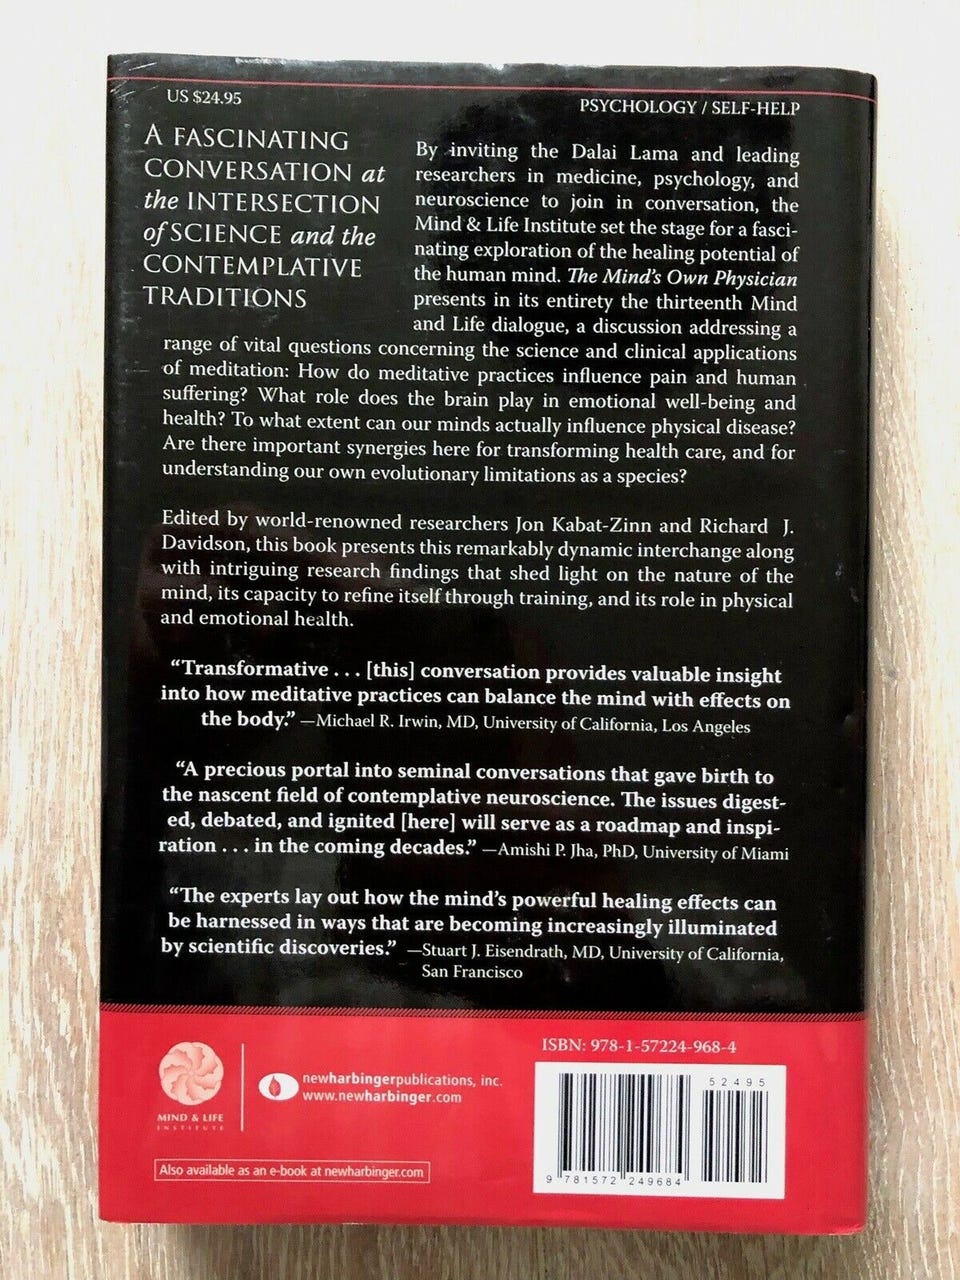 US $24.95
PSYCHOLOGY / SELF-HELP
A FASCINATING
CONVERSATION at
the INTERSECTION
of SCIENCE and the
CONTEMPLATIVE
TRADITIONS
By inviting the Dalai Lama and leading
researchers in medicine, psychology, and
neuroscience to join in conversation, the
Mind & Life Institute set the stage for a fasci-
nating exploration of the healing potential of
the human mind. The Mind's Own Physician
presents in its entirety the thirteenth Mind
and Life dialogue, a discussion addressing a
range of vital questions concerning the science and clinical applications
of meditation: How do meditative practices influence pain and human
suffering? What role does the brain play in emotional well-being and
health? To what extent can our minds actually influence physical disease?
Are there important synergies here for transforming health care, and for
understanding our own evolutionary limitations as a species?
Edited by world-renowned researchers Jon Kabat-Zinn and Richard J.
Davidson, this book presents this remarkably dynamic interchange along
with intriguing research findings that shed light on the nature of the
mind, its capacity to refine itself through training, and its role in physical
and emotional health.
“Transformative . . . [this] conversation provides valuable insight
into how meditative practices can balance the mind with effects on
the body.” —Michael R. Irwin, MD, University of California, Los Angeles
“A precious portal into seminal conversations that gave birth to
the nascent field of contemplative neuroscience. The issues digest-
ed, debated, and ignited [here] will serve as a roadmap and inspi-
ration . . . in the coming decades.” —Amishi P. Jha, PhD, University of Miami
“The experts lay out how the mind’s powerful healing effects can
be harnessed in ways that are becoming increasingly illuminated
by scientific discoveries.” —Stuart J. Eisendrath, MD, University of California,
San Francisco
ISBN: 978-1-57224-968-4
52495
9 781572 249684
MIND & LIFE
INSTITUTE
newharbingerpublications, inc.
www.newharbinger.com
Also available as an e-book at newharbinger.com